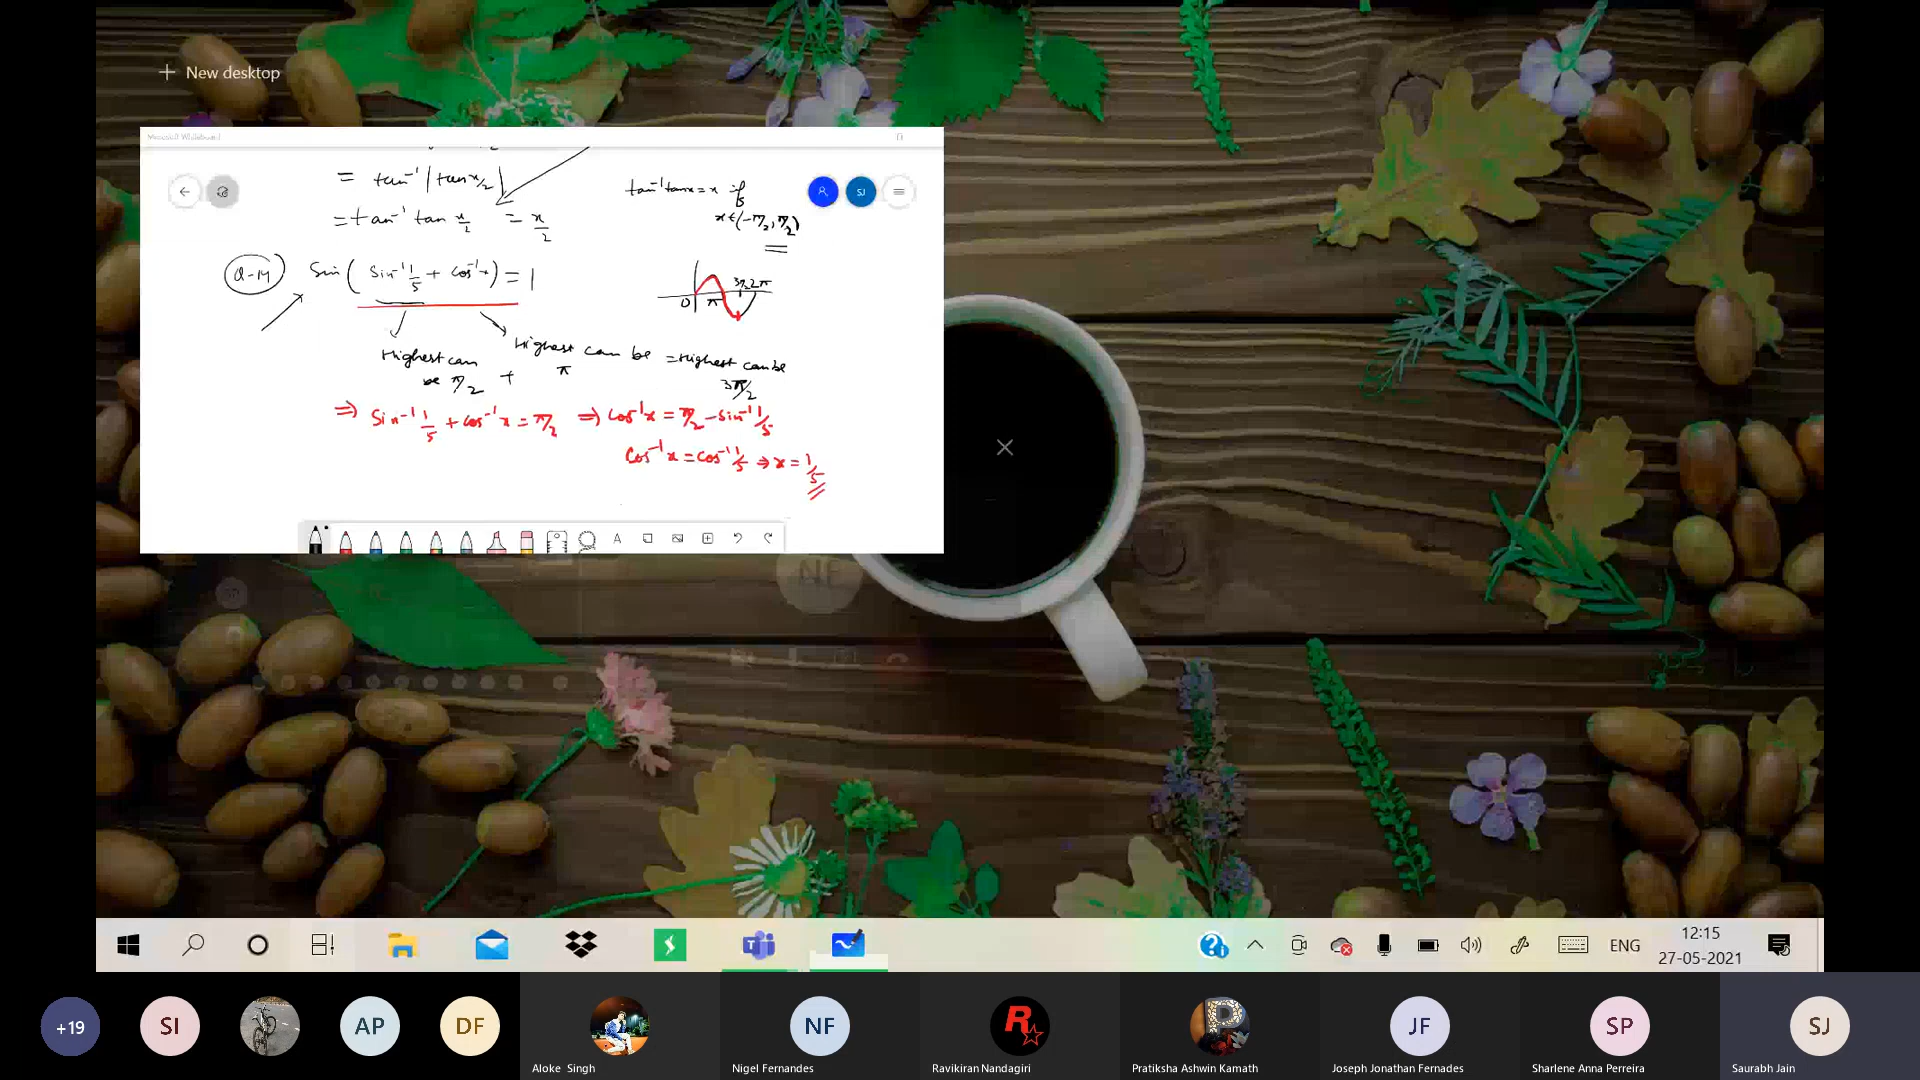 New desktop
Microsoft Whiteboard
= tan⁻¹ |tan x/2|
tan⁻¹ tan x = x if
= tan⁻¹ tan x/2 = x/2
x ∈ (-π/2, π/2)
SJ
Q-14 Sin ( Sin⁻¹ 1/5 + cos⁻¹ x ) = 1
0 π 3π/2 2π
Highest can be π/2 + Highest can be π = Highest can be 3π/2
⇒ Sin⁻¹ 1/5 + cos⁻¹ x = π/2 ⇒ cos⁻¹ x = π/2 - sin⁻¹ 1/5
Cos⁻¹ x = cos⁻¹ 1/5 ⇒ x = 1/5
A
NF
ENG
12:15
27-05-2021
+19
SI
AP
DF
Aloke Singh
NF
Nigel Fernandes
R
Ravikiran Nandagiri
P
Pratiksha Ashwin Kamath
JF
Joseph Jonathan Fernades
SP
Sharlene Anna Perreira
SJ
Saurabh Jain